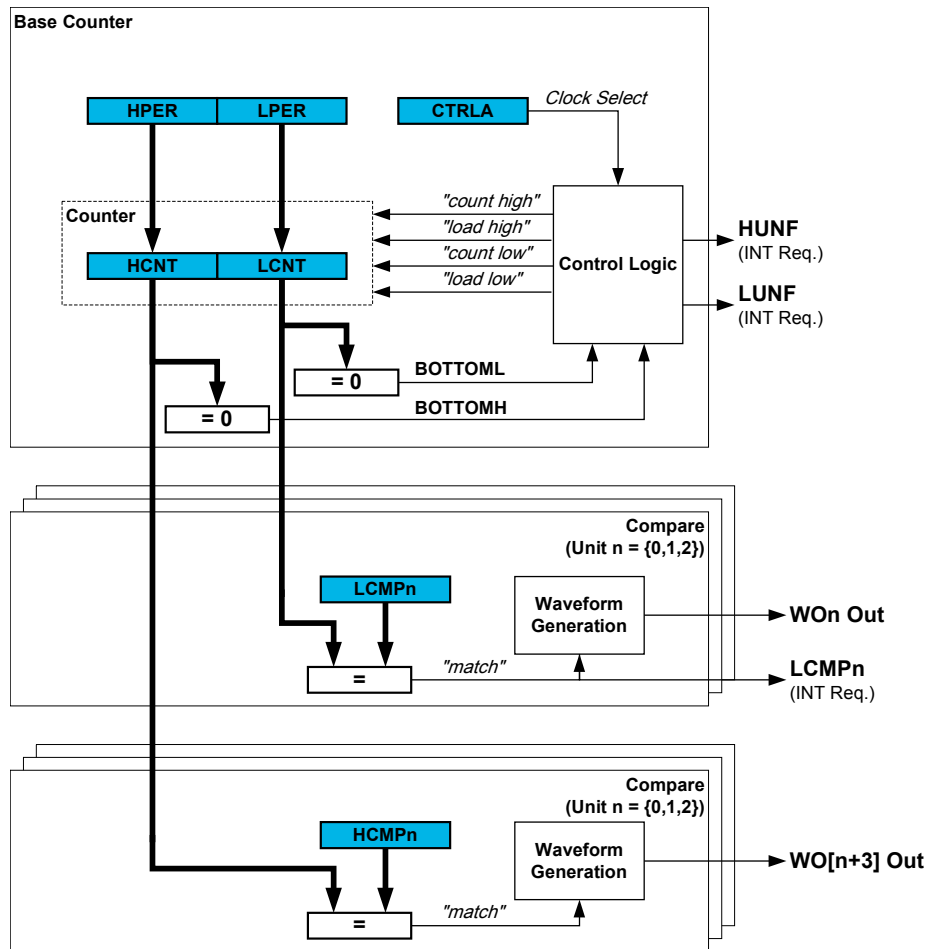 Base Counter
HPER
LPER
CTRLA
Clock Select
Counter
"count high"
"load high"
"count low"
"load low"
HCNT
LCNT
Control Logic
HUNF
(INT Req.)
LUNF
(INT Req.)
= 0
BOTTOML
= 0
BOTTOMH
Compare
(Unit n = {0,1,2})
LCMPn
Waveform
Generation
WOn Out
=
"match"
LCMPn
(INT Req.)
Compare
(Unit n = {0,1,2})
HCMPn
Waveform
Generation
WO[n+3] Out
=
"match"